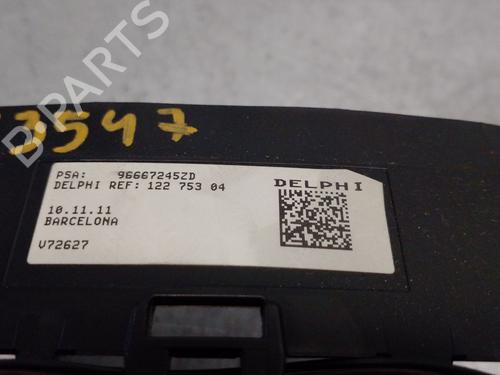 3547
PSA: 96667245ZD
DELPHI REF: 122 753 04
DELPHI
10.11.11
BARCELONA
V72627
B-PARTS